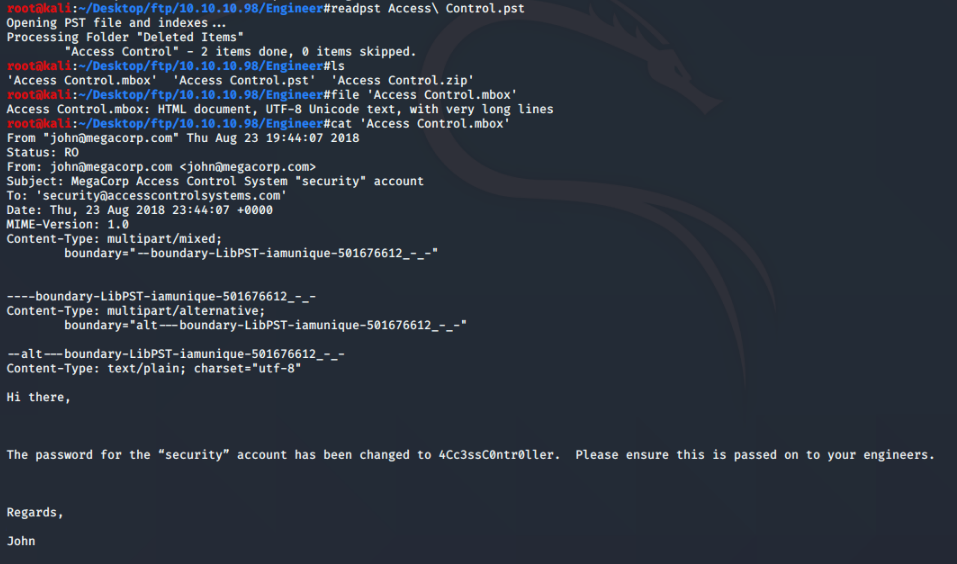 root@kali:~/Desktop/ftp/10.10.10.98/Engineer#readpst Access\ Control.pst
Opening PST file and indexes...
Processing Folder "Deleted Items"
        "Access Control" - 2 items done, 0 items skipped.
root@kali:~/Desktop/ftp/10.10.10.98/Engineer#ls
'Access Control.mbox'  'Access Control.pst'  'Access Control.zip'
root@kali:~/Desktop/ftp/10.10.10.98/Engineer#file 'Access Control.mbox'
Access Control.mbox: HTML document, UTF-8 Unicode text, with very long lines
root@kali:~/Desktop/ftp/10.10.10.98/Engineer#cat 'Access Control.mbox'
From "john@megacorp.com" Thu Aug 23 19:44:07 2018
Status: RO
From: john@megacorp.com <john@megacorp.com>
Subject: MegaCorp Access Control System "security" account
To: 'security@accesscontrolsystems.com'
Date: Thu, 23 Aug 2018 23:44:07 +0000
MIME-Version: 1.0
Content-Type: multipart/mixed;
        boundary="--boundary-LibPST-iamunique-501676612_-_-"
----boundary-LibPST-iamunique-501676612_-_-
Content-Type: multipart/alternative;
        boundary="alt---boundary-LibPST-iamunique-501676612_-_-"
--alt---boundary-LibPST-iamunique-501676612_-_-
Content-Type: text/plain; charset="utf-8"
Hi there,
The password for the “security” account has been changed to 4Cc3ssC0ntr0ller.  Please ensure this is passed on to your engineers.
Regards,
John